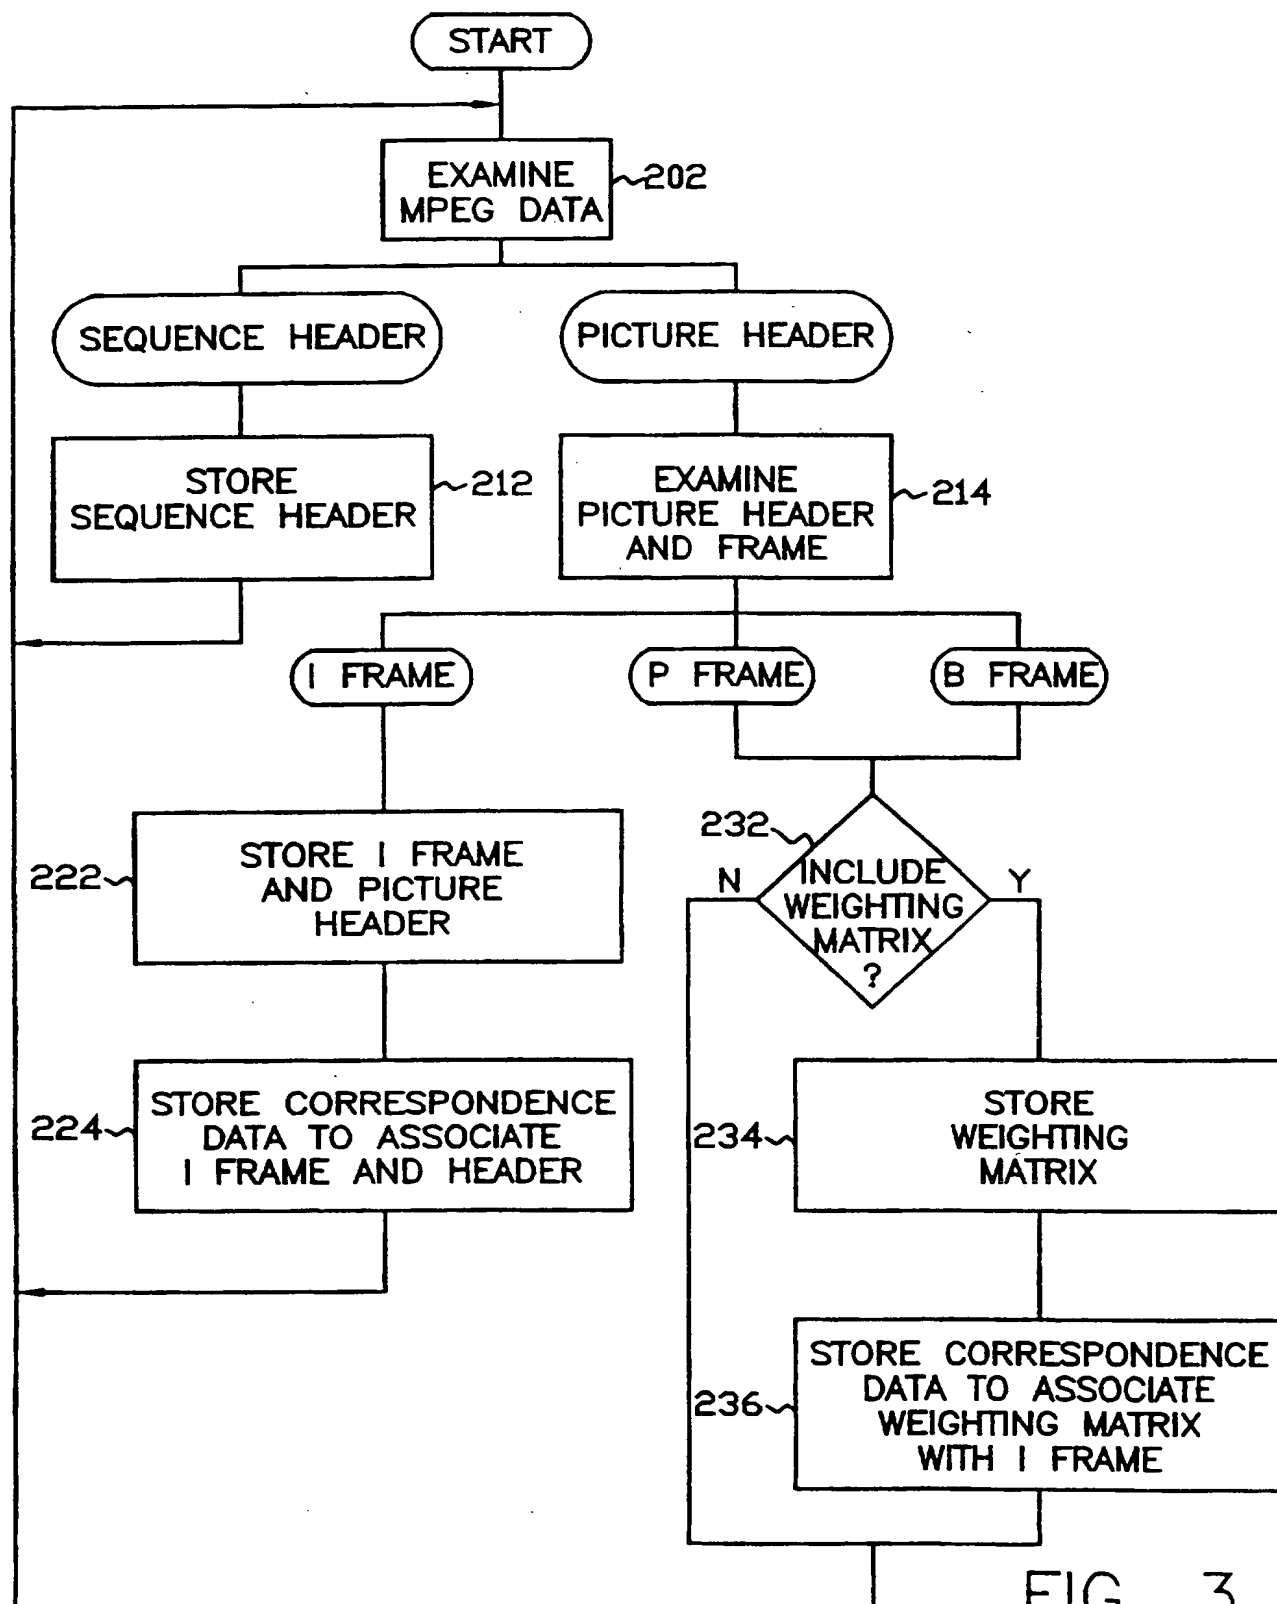 START
EXAMINE
MPEG DATA
202
SEQUENCE HEADER
PICTURE HEADER
STORE
SEQUENCE HEADER
212
EXAMINE
PICTURE HEADER
AND FRAME
214
I FRAME
P FRAME
B FRAME
232
N
INCLUDE
WEIGHTING
MATRIX
?
Y
222
STORE I FRAME
AND PICTURE
HEADER
224
STORE CORRESPONDENCE
DATA TO ASSOCIATE
I FRAME AND HEADER
234
STORE
WEIGHTING
MATRIX
236
STORE CORRESPONDENCE
DATA TO ASSOCIATE
WEIGHTING MATRIX
WITH I FRAME
FIG. 3